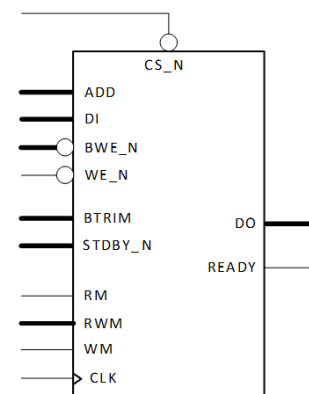 CS_N
ADD
DI
BWE_N
WE_N
BTRIM
DO
STDBY_N
READY
RM
RWM
WM
CLK